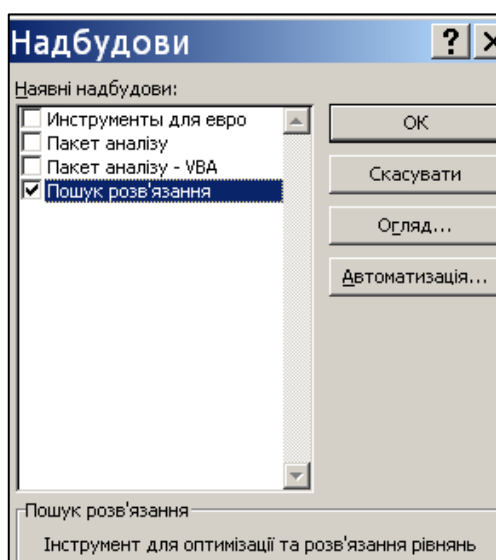 Надбудови
Наявні надбудови:
Инструменты для евро
Пакет аналізу
Пакет аналізу - VBA
Пошук розв'язання
ОК
Скасувати
Огляд...
Автоматизація...
Пошук розв'язання
Інструмент для оптимізації та розв'язання рівнянь